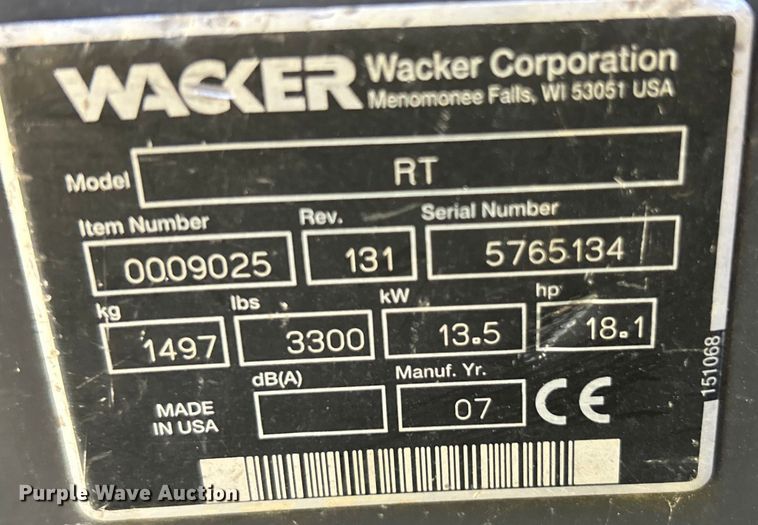 WACKER Wacker Corporation
Menomonee Falls, WI 53051 USA
Model RT
Item Number Rev. Serial Number
0009025 131 5765134
kg lbs kW hp
1497 3300 13.5 18.1
dB(A) Manuf. Yr.
MADE
IN USA
07 CE
151068
Purple Wave Auction